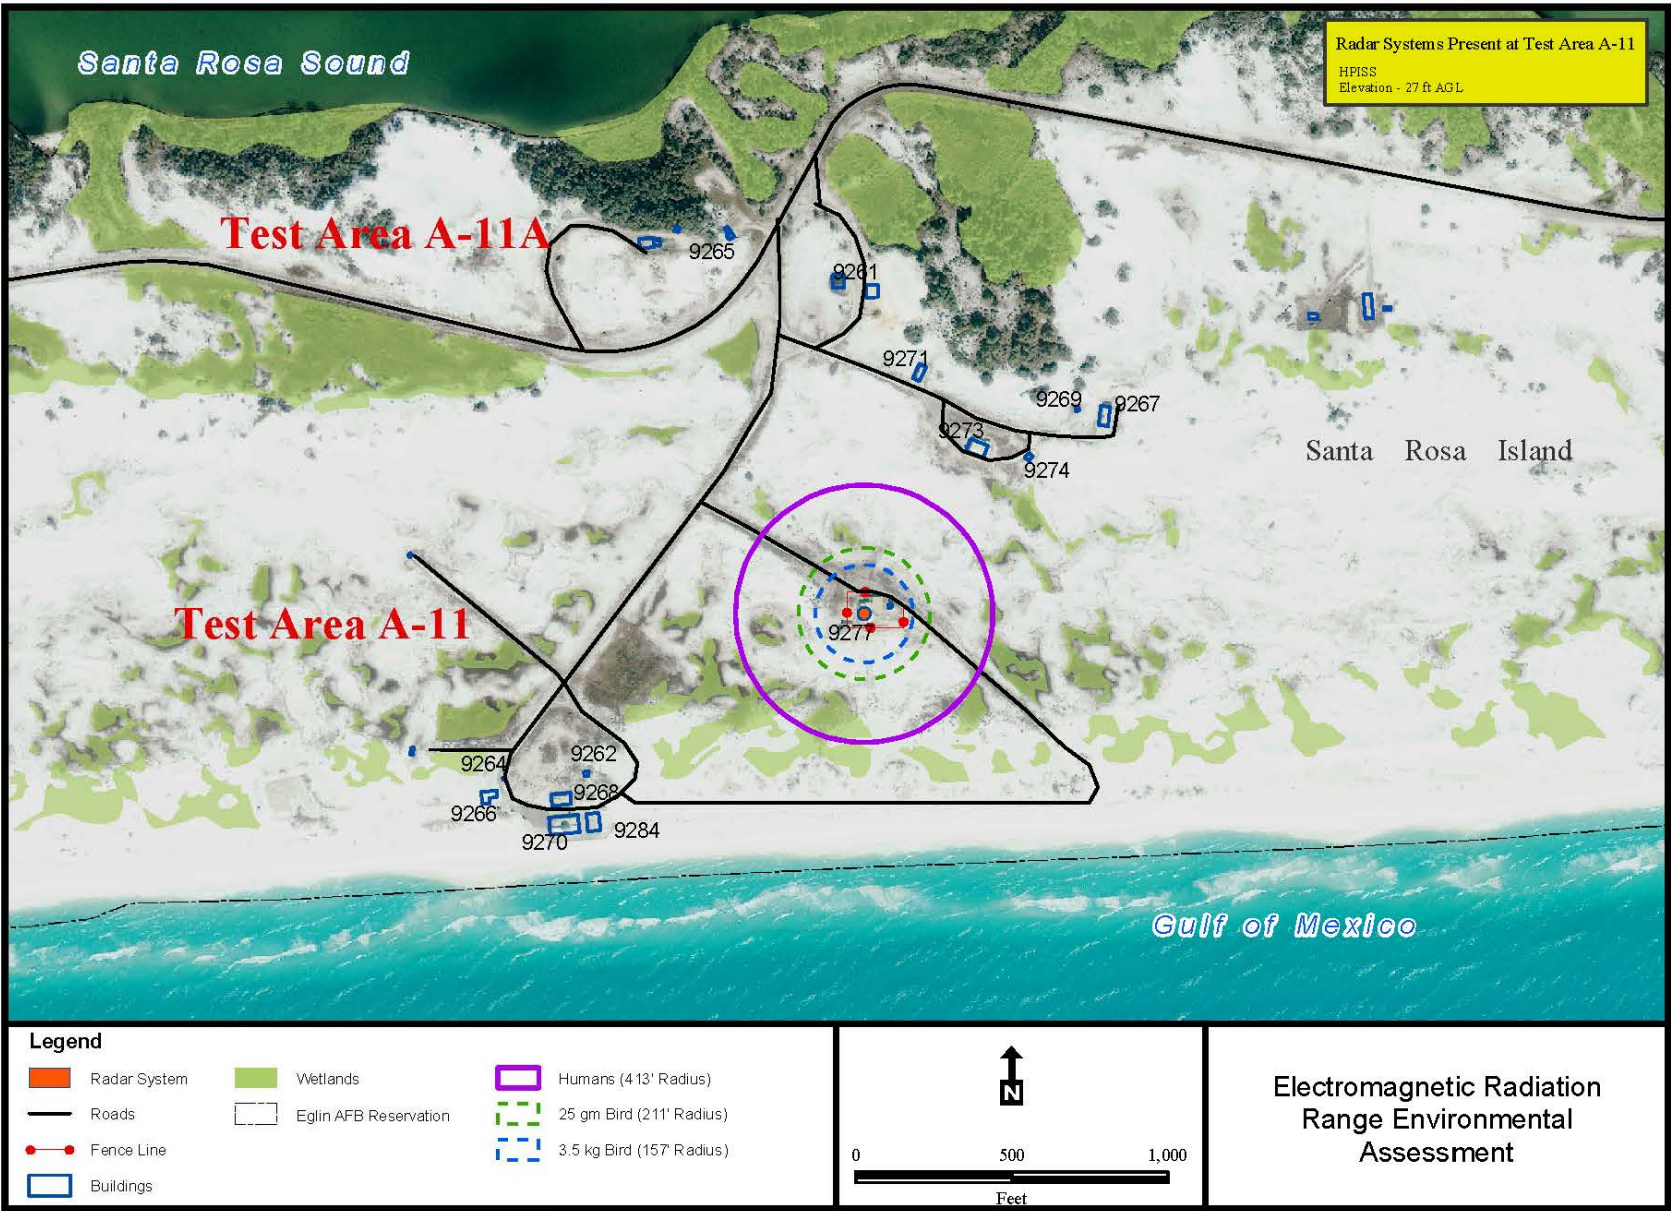 Santa Rosa Sound
Radar Systems Present at Test Area A-11
HPISS
Elevation - 27 ft AGL
Test Area A-11A
9265
9261
9271
9269
9267
9273
9274
Santa Rosa Island
Test Area A-11
9277
9262
9264
9268
9266
9284
9270
Gulf of Mexico
Legend
Radar System
Roads
Fence Line
Buildings
Wetlands
Eglin AFB Reservation
Humans (413' Radius)
25 gm Bird (211' Radius)
3.5 kg Bird (157' Radius)
N
0 500 1,000
Feet
Electromagnetic Radiation
Range Environmental
Assessment